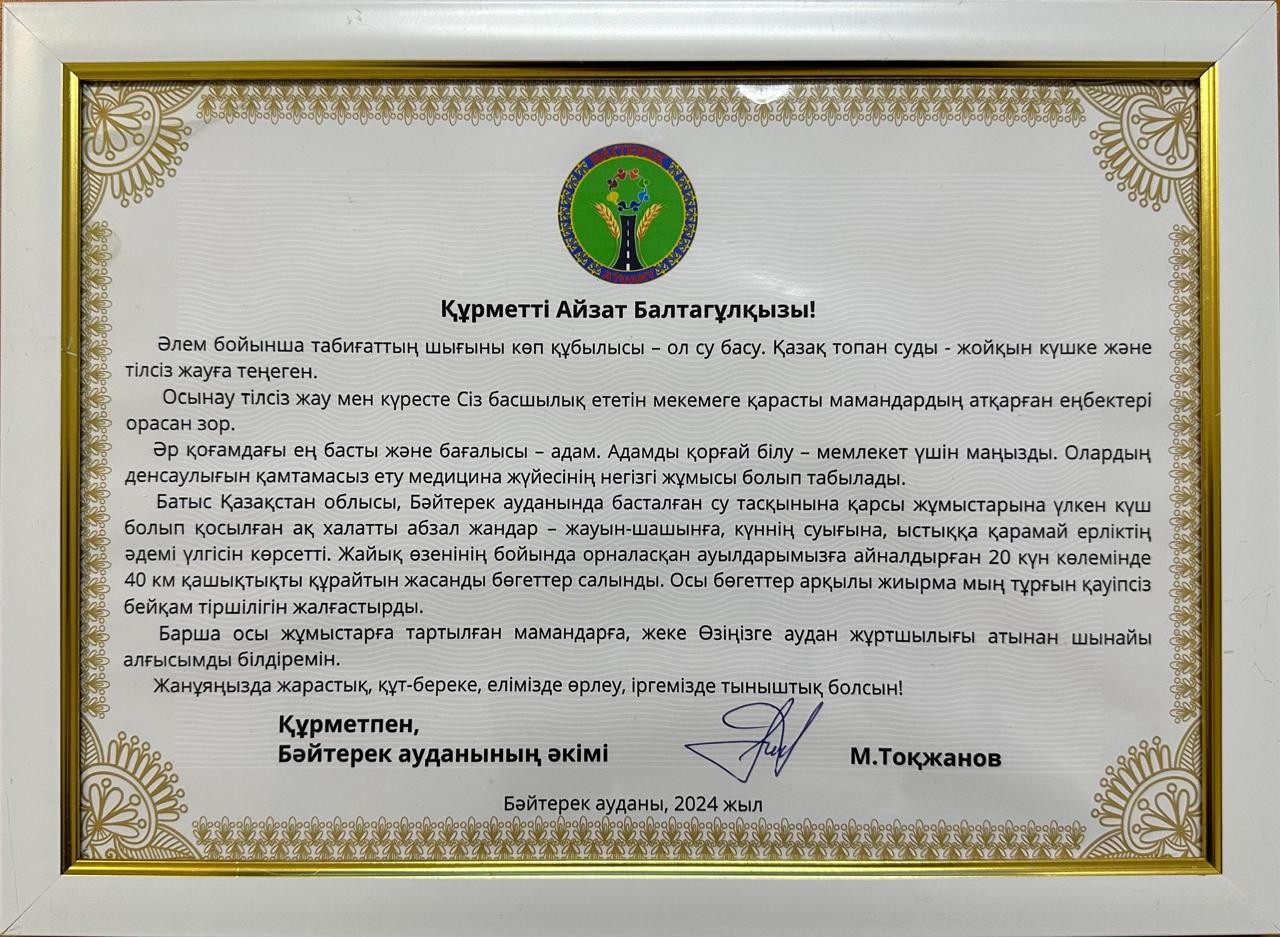 БӘЙТЕРЕК
АУДАНЫ
Құрметті Айзат Балтағұлқызы!
Әлем бойынша табиғаттың шығыны көп құбылысы – ол су басу. Қазақ топан суды - жойқын күшке және
тілсіз жауға теңеген.
Осынау тілсіз жау мен күресте Сіз басшылық ететін мекемеге қарасты мамандардың атқарған еңбектері
орасан зор.
Әр қоғамдағы ең басты және бағалысы – адам. Адамды қорғай білу – мемлекет үшін маңызды. Олардың
денсаулығын қамтамасыз ету медицина жүйесінің негізгі жұмысы болып табылады.
Батыс Қазақстан облысы, Бәйтерек ауданында басталған су тасқынына қарсы жұмыстарына үлкен күш
болып қосылған ақ халатты абзал жандар – жауын-шашынға, күннің суығына, ыстыққа қарамай ерліктің
әдемі үлгісін көрсетті. Жайық өзенінің бойында орналасқан ауылдарымызға айналдырған 20 күн көлемінде
40 км қашықтықты құрайтын жасанды бөгеттер салынды. Осы бөгеттер арқылы жиырма мың тұрғын қауіпсіз
бейқам тіршілігін жалғастырды.
Барша осы жұмыстарға тартылған мамандарға, жеке Өзіңізге аудан жұртшылығы атынан шынайы
алғысымды білдіремін.
Жанұяңызда жарастық, құт-береке, елімізде өрлеу, іргемізде тыныштық болсын!
Құрметпен,
Бәйтерек ауданының әкімі
М.Тоқжанов
Бәйтерек ауданы, 2024 жыл